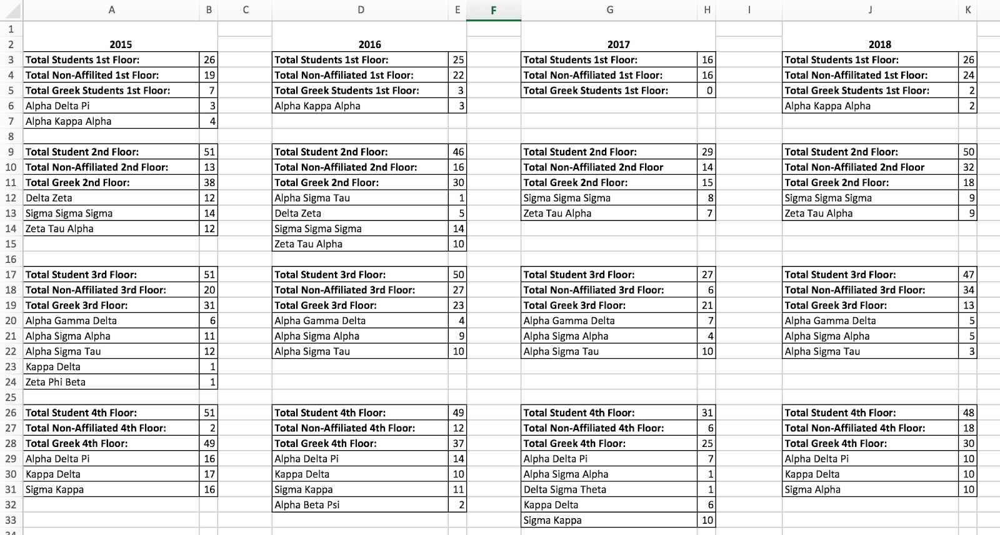 A B C D E F G H I J K
1
2 2015 2016 2017 2018
3 Total Students 1st Floor: 26 Total Students 1st Floor: 25 Total Students 1st Floor: 16 Total Students 1st Floor: 26
4 Total Non-Affilited 1st Floor: 19 Total Non-Affiliated 1st Floor: 22 Total Non-Affiliated 1st Floor: 16 Total Non-Affilitated 1st Floor: 24
5 Total Greek Students 1st Floor: 7 Total Greek Students 1st Floor: 3 Total Greek Students 1st Floor: 0 Total Greek Students 1st Floor: 2
6 Alpha Delta Pi 3 Alpha Kappa Alpha 3 Alpha Kappa Alpha 2
7 Alpha Kappa Alpha 4
8
9 Total Student 2nd Floor: 51 Total Student 2nd Floor: 46 Total Student 2nd Floor: 29 Total Student 2nd Floor: 50
10 Total Non-Affiliated 2nd Floor: 13 Total Non-Affiliated 2nd Floor: 16 Total Non-Affiliated 2nd Floor 14 Total Non-Affiliated 2nd Floor 32
11 Total Greek 2nd Floor: 38 Total Greek 2nd Floor: 30 Total Greek 2nd Floor: 15 Total Greek 2nd Floor: 18
12 Delta Zeta 12 Alpha Sigma Tau 1 Sigma Sigma Sigma 8 Sigma Sigma Sigma 9
13 Sigma Sigma Sigma 14 Delta Zeta 5 Zeta Tau Alpha 7 Zeta Tau Alpha 9
14 Zeta Tau Alpha 12 Sigma Sigma Sigma 14
15 Zeta Tau Alpha 10
16
17 Total Student 3rd Floor: 51 Total Student 3rd Floor: 50 Total Student 3rd Floor: 27 Total Student 3rd Floor: 47
18 Total Non-Affiliated 3rd Floor: 20 Total Non-Affiliated 3rd Floor: 27 Total Non-Affiliated 3rd Floor: 6 Total Non-Affiliated 3rd Floor: 34
19 Total Greek 3rd Floor: 31 Total Greek 3rd Floor: 23 Total Greek 3rd Floor: 21 Total Greek 3rd Floor: 13
20 Alpha Gamma Delta 6 Alpha Gamma Delta 4 Alpha Gamma Delta 7 Alpha Gamma Delta 5
21 Alpha Sigma Alpha 11 Alpha Sigma Alpha 9 Alpha Sigma Alpha 4 Alpha Sigma Alpha 5
22 Alpha Sigma Tau 12 Alpha Sigma Tau 10 Alpha Sigma Tau 10 Alpha Sigma Tau 3
23 Kappa Delta 1
24 Zeta Phi Beta 1
25
26 Total Student 4th Floor: 51 Total Student 4th Floor: 49 Total Student 4th Floor: 31 Total Student 4th Floor: 48
27 Total Non-Affiliated 4th Floor: 2 Total Non-Affiliated 4th Floor: 12 Total Non-Affiliated 4th Floor: 6 Total Non-Affiliated 4th Floor: 18
28 Total Greek 4th Floor: 49 Total Greek 4th Floor: 37 Total Greek 4th Floor: 25 Total Greek 4th Floor: 30
29 Alpha Delta Pi 16 Alpha Delta Pi 14 Alpha Delta Pi 7 Alpha Delta Pi 10
30 Kappa Delta 17 Kappa Delta 10 Alpha Sigma Alpha 1 Kappa Delta 10
31 Sigma Kappa 16 Sigma Kappa 11 Delta Sigma Theta 1 Sigma Alpha 10
32 Alpha Beta Psi 2 Kappa Delta 6
33 Sigma Kappa 10